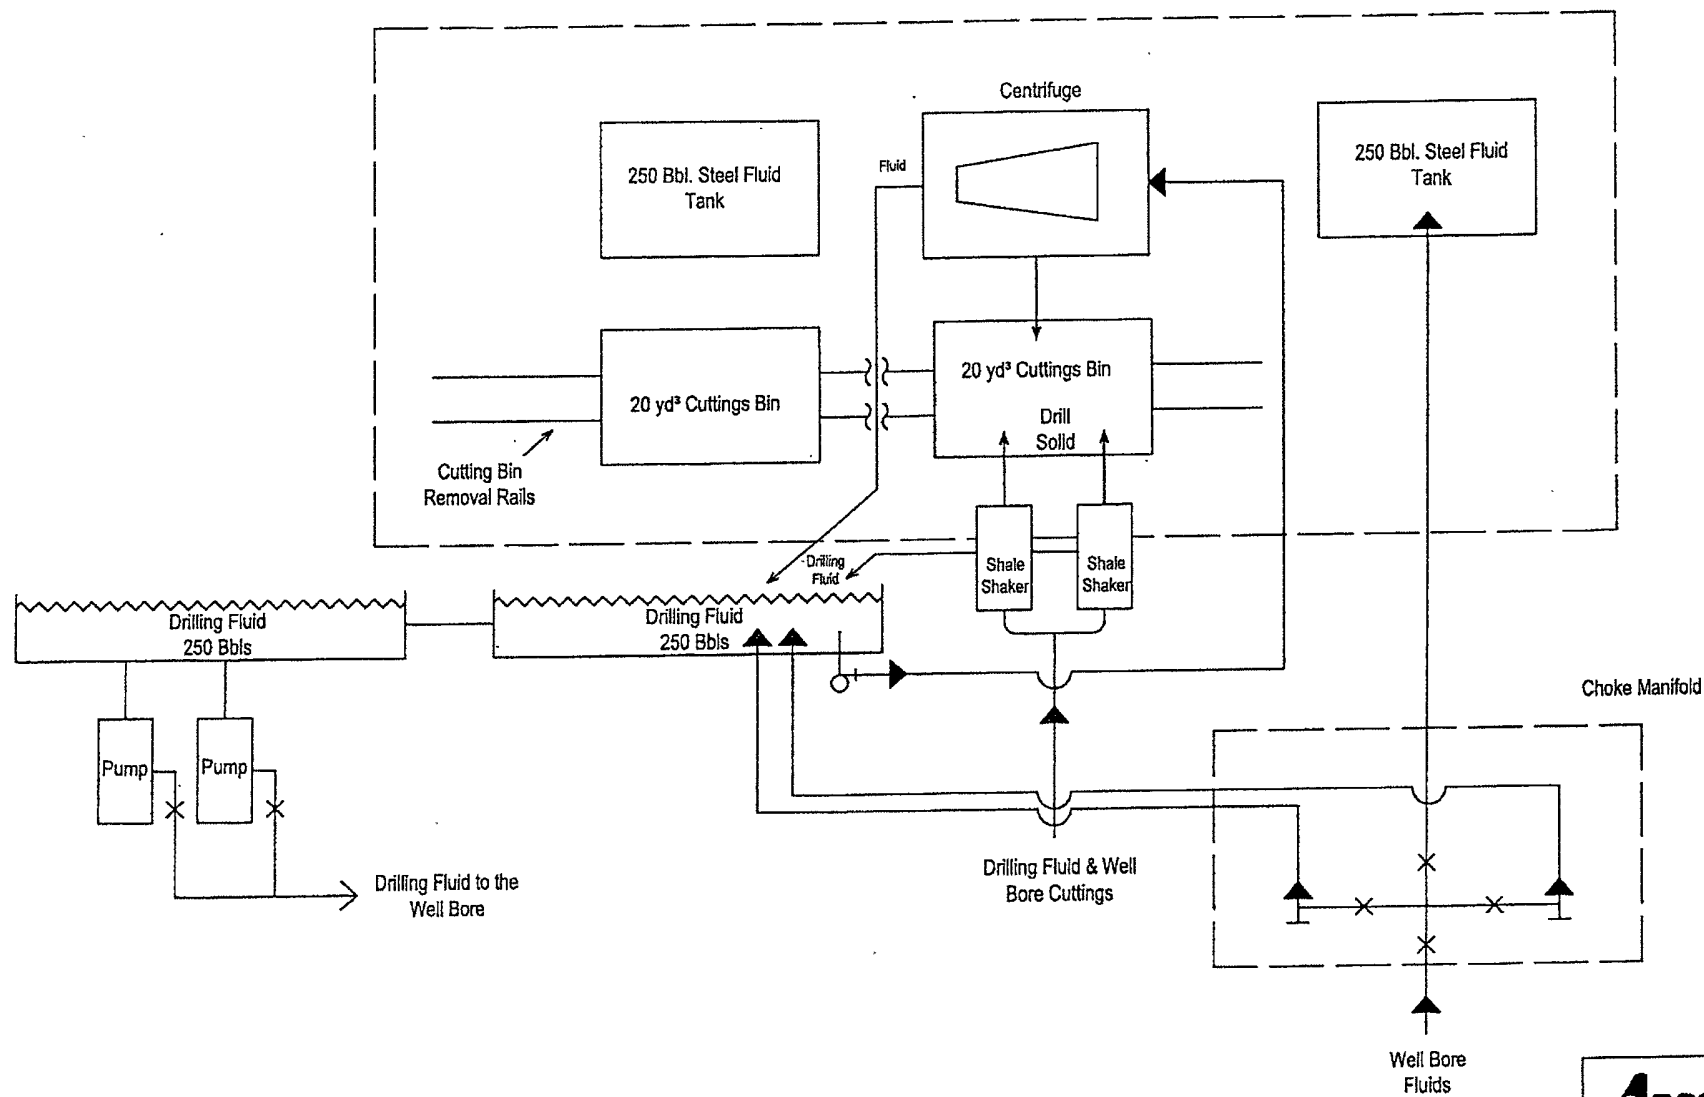 Centrifuge
250 Bbl. Steel Fluid
Tank
Fluid
250 Bbl. Steel Fluid
Tank
20 yd³ Cuttings Bin
20 yd³ Cuttings Bin
Drill
Solid
Cutting Bin
Removal Rails
Drilling
Fluid
Shale
Shaker
Shale
Shaker
Drilling Fluid
250 Bbls
Drilling Fluid
250 Bbls
Choke Manifold
Pump
Pump
Drilling Fluid & Well
Bore Cuttings
Drilling Fluid to the
Well Bore
Well Bore
Fluids